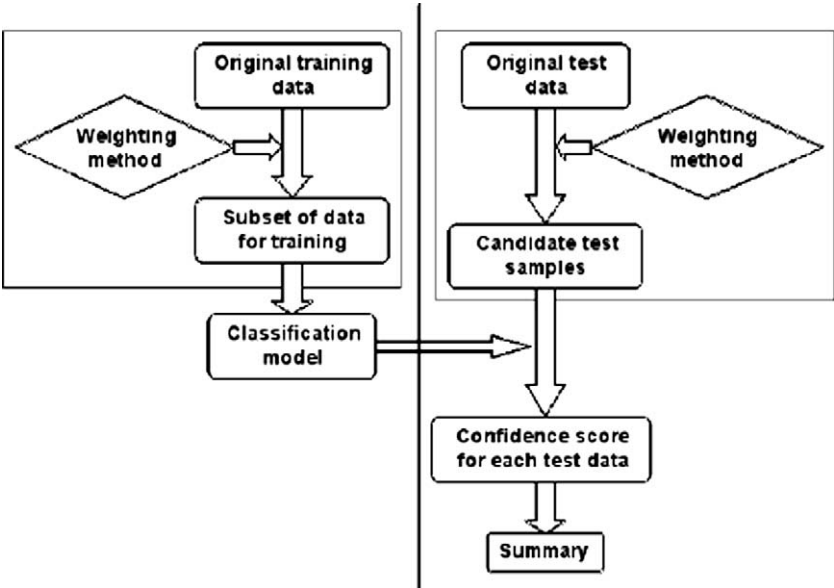 Original training
data
Weighting
method
Subset of data
for training
Classification
model
Original test
data
Weighting
method
Candidate test
samples
Confidence score
for each test data
Summary